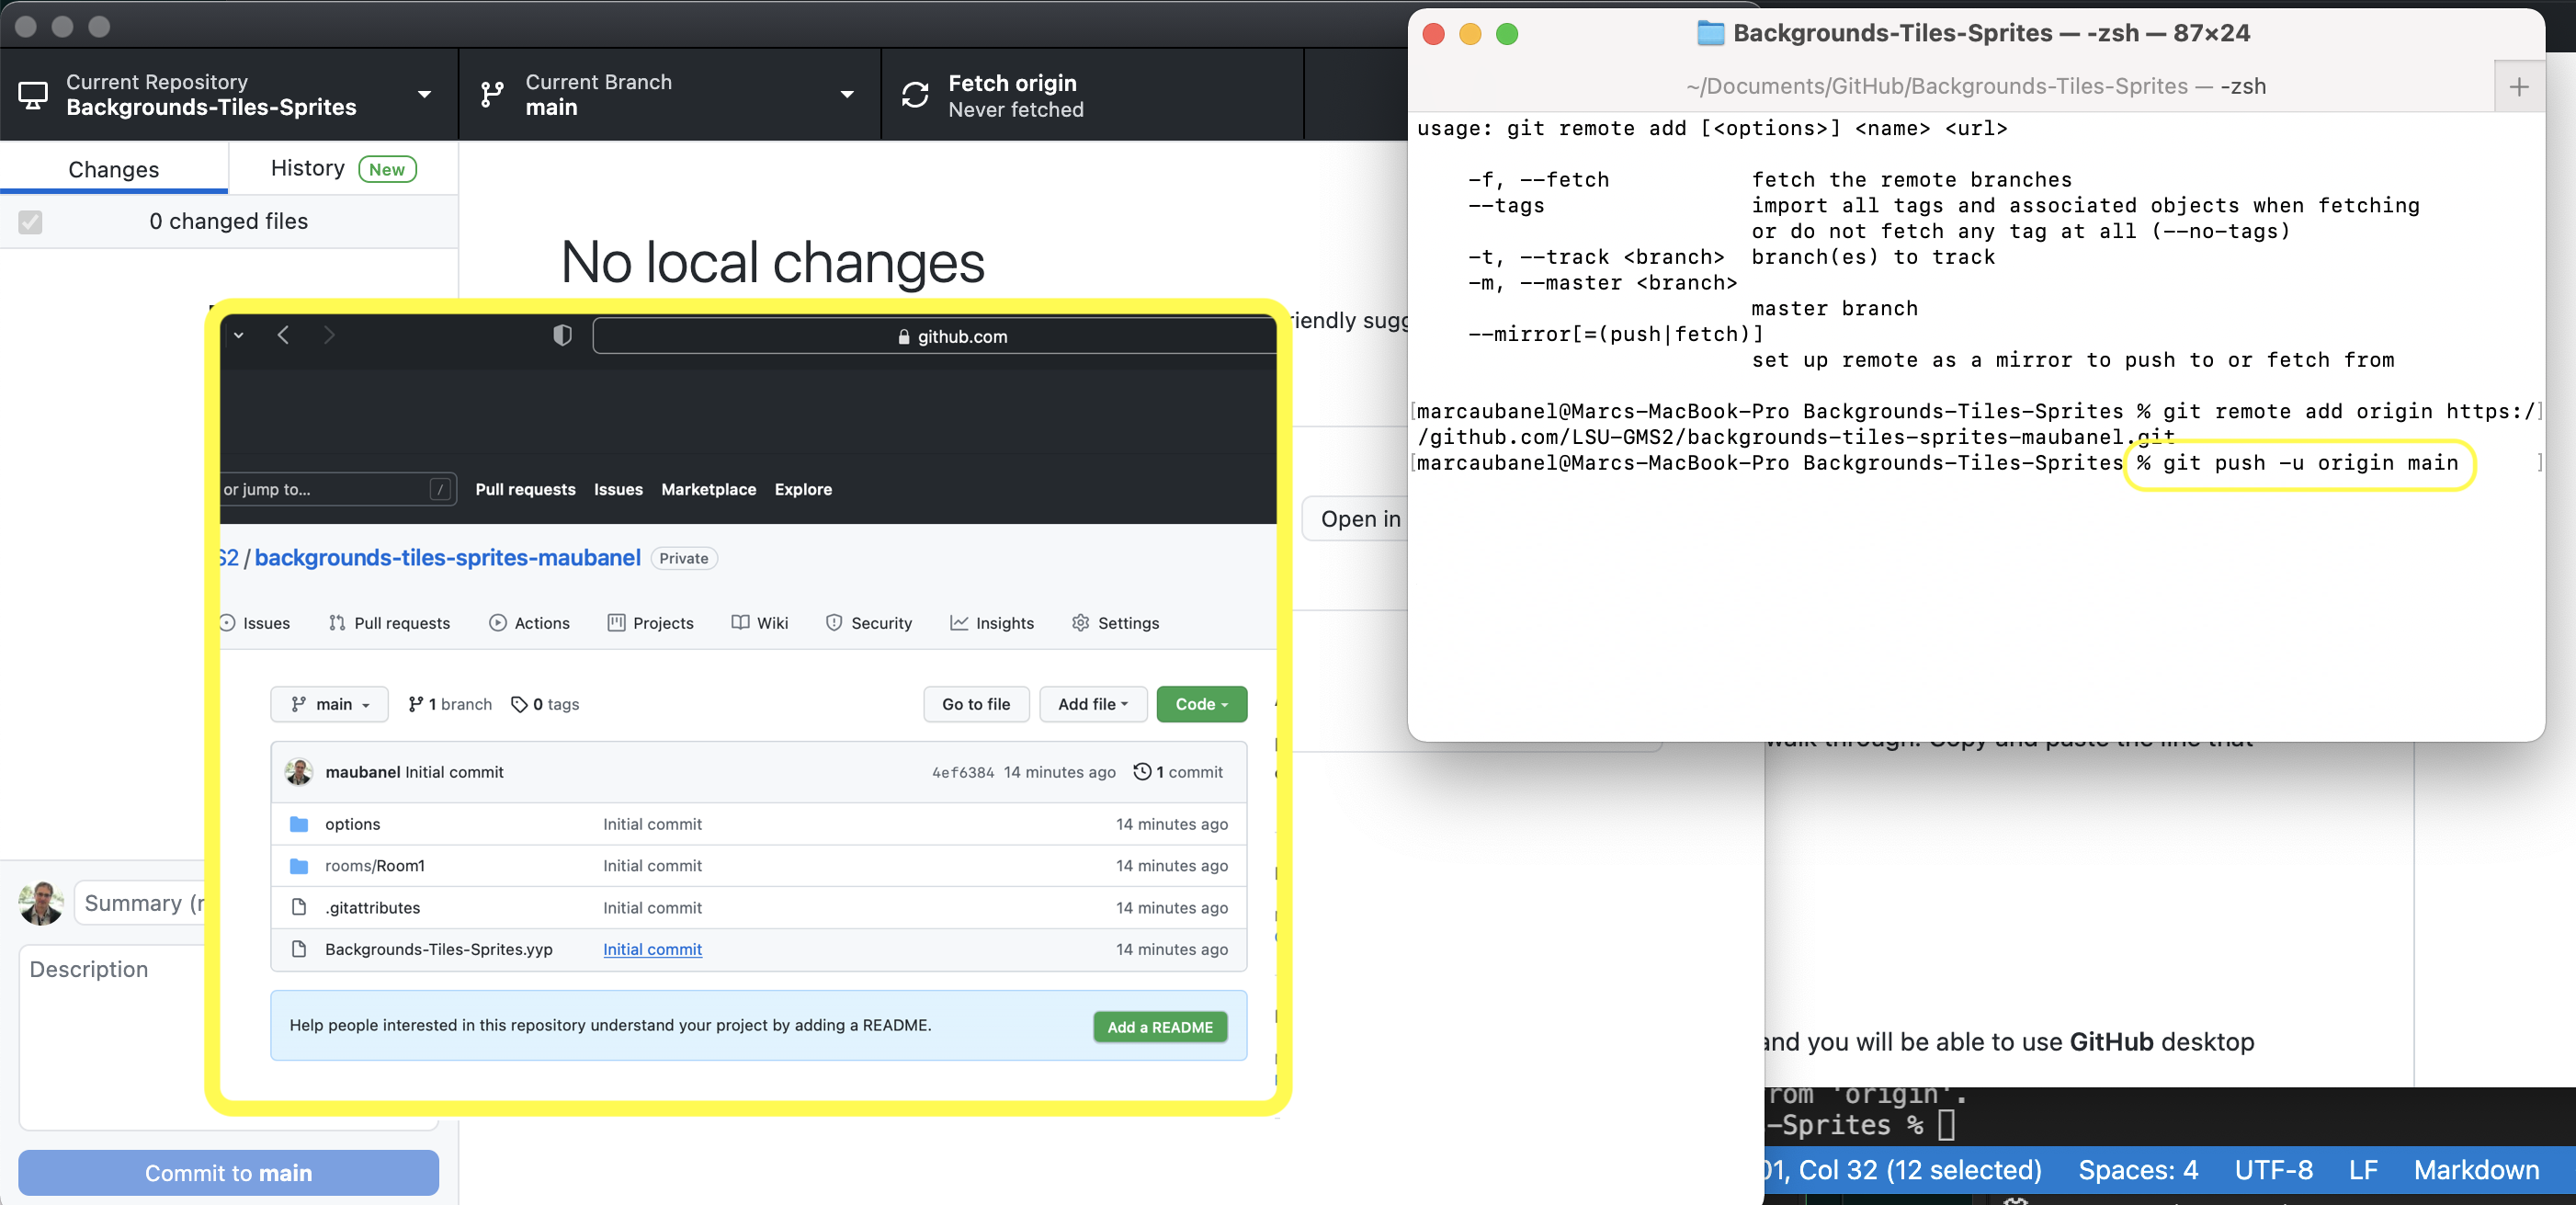 Current Repository
Backgrounds-Tiles-Sprites
Current Branch
main
Fetch origin
Never fetched
Changes
History New
0 changed files
No local changes
Open in
Summary
Description
Commit to main
github.com
or jump to... /
Pull requests Issues Marketplace Explore
S2 / backgrounds-tiles-sprites-maubanel Private
Issues Pull requests Actions Projects Wiki Security Insights Settings
main 1 branch 0 tags Go to file Add file Code
maubanel Initial commit 4ef6384 14 minutes ago 1 commit
options Initial commit 14 minutes ago
rooms/Room1 Initial commit 14 minutes ago
.gitattributes Initial commit 14 minutes ago
Backgrounds-Tiles-Sprites.yyp Initial commit 14 minutes ago
Help people interested in this repository understand your project by adding a README. Add a README
Backgrounds-Tiles-Sprites — -zsh — 87×24
~/Documents/GitHub/Backgrounds-Tiles-Sprites — -zsh +
usage: git remote add [<options>] <name> <url>
-f, --fetch fetch the remote branches
--tags import all tags and associated objects when fetching
or do not fetch any tag at all (--no-tags)
-t, --track <branch> branch(es) to track
-m, --master <branch>
master branch
--mirror[=(push|fetch)]
set up remote as a mirror to push to or fetch from
[marcaubanel@Marcs-MacBook-Pro Backgrounds-Tiles-Sprites % git remote add origin https:/]
/github.com/LSU-GMS2/backgrounds-tiles-sprites-maubanel.git
[marcaubanel@Marcs-MacBook-Pro Backgrounds-Tiles-Sprites % git push -u origin main ]
walk through. Copy and paste the line that
and you will be able to use GitHub desktop
rom 'origin'.
-Sprites %
01, Col 32 (12 selected) Spaces: 4 UTF-8 LF Markdown